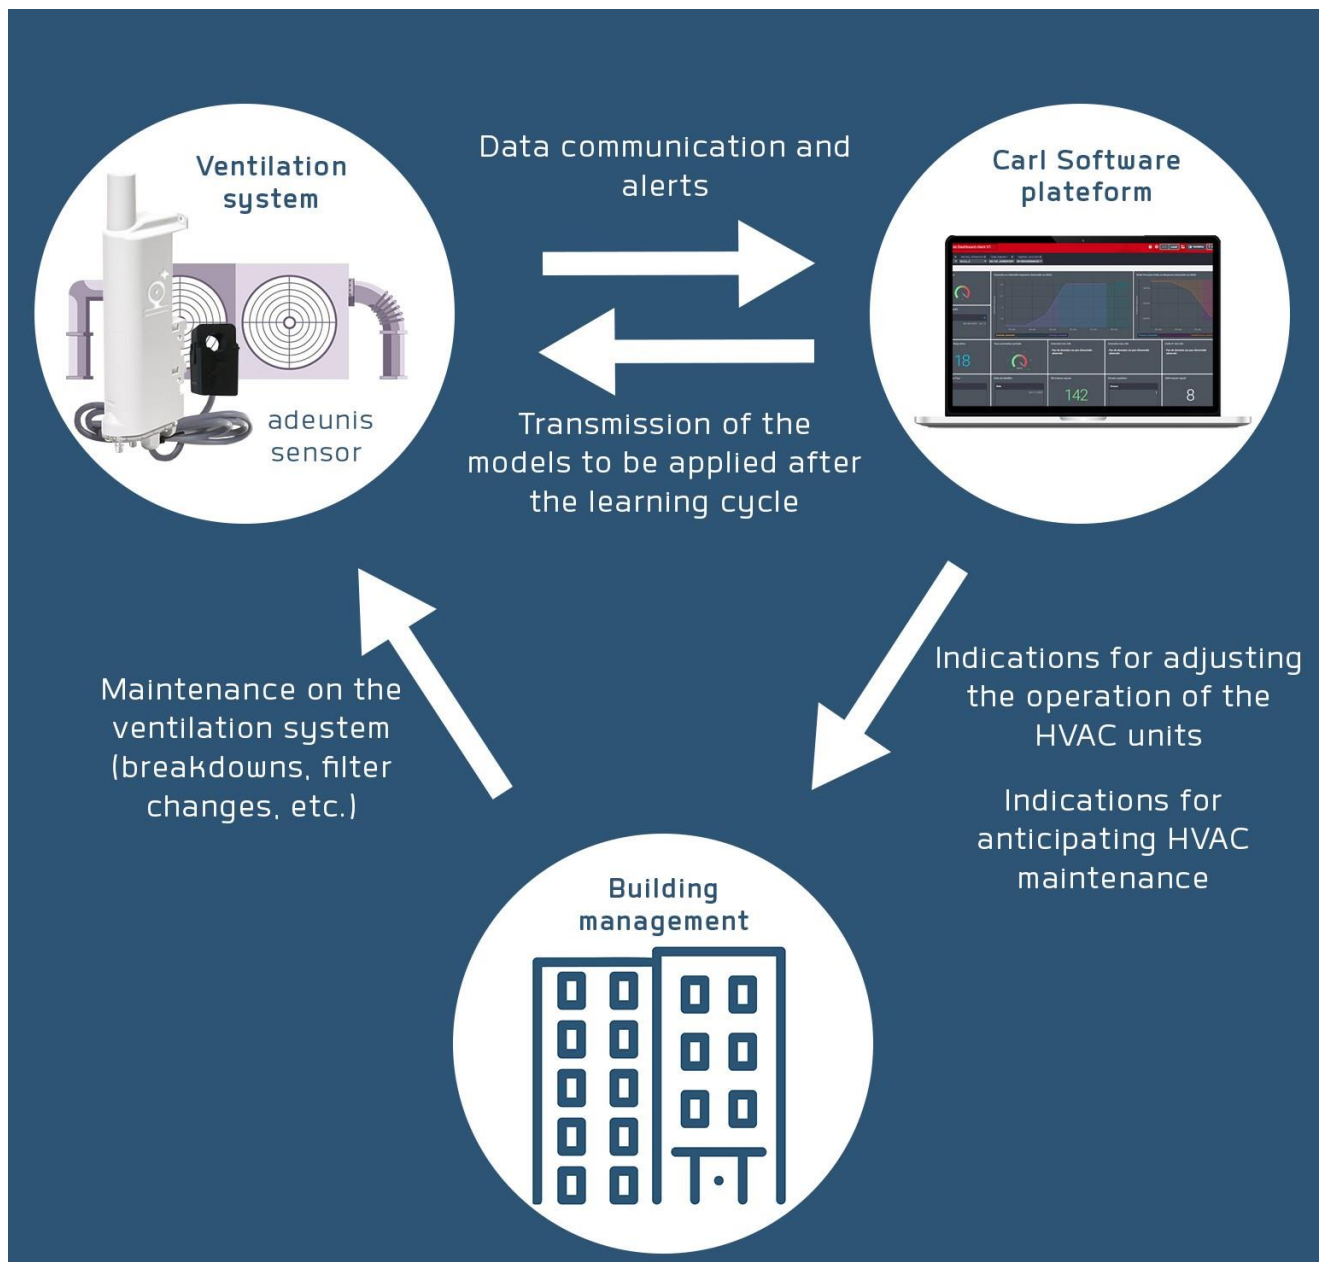 Ventilation
system
adeunis
sensor
Data communication and
alerts
Carl Software
plateform
18
142
8
Transmission of the
models to be applied after
the learning cycle
Maintenance on the
ventilation system
(breakdowns, filter
changes, etc.)
Indications for adjusting
the operation of the
HVAC units
Indications for
anticipating HVAC
maintenance
Building
management